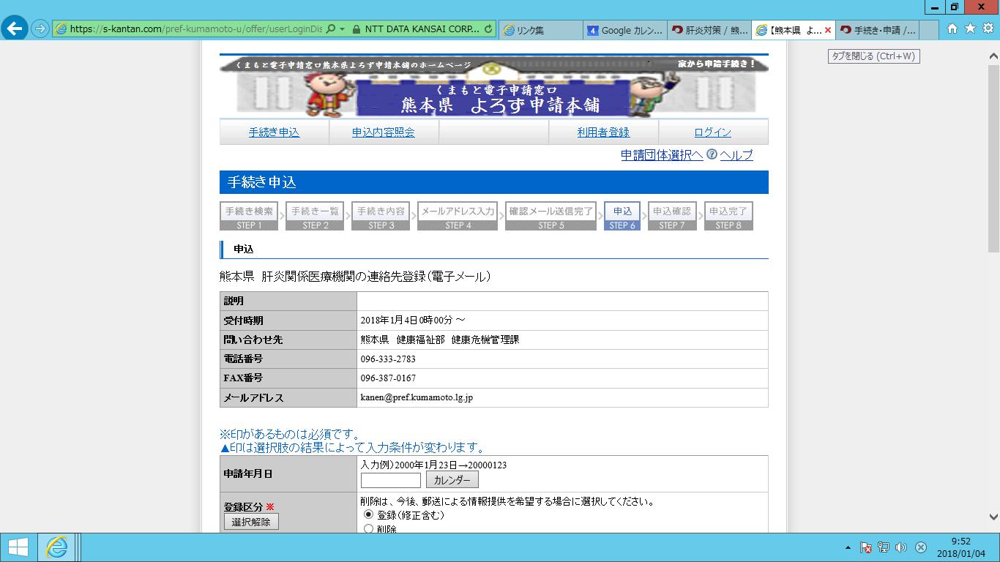 https://s-kantan.com/pref-kumamoto-u/offer/userLoginDis
NTT DATA KANSAI CORP...
リンク集
4 Google カレン...
肝炎対策 / 熊...
【熊本県 よ...
手続き・申請 /...
タブを閉じる (Ctrl+W)
くまもと電子申請窓口熊本県よろず申請本舗のホームページ
家から申請手続き！
くまもと電子申請窓口
熊本県 よろず申請本舗
手続き申込
申込内容照会
利用者登録
ログイン
申請団体選択へ ? ヘルプ
手続き申込
手続き検索
STEP 1
手続き一覧
STEP 2
手続き内容
STEP 3
メールアドレス入力
STEP 4
確認メール送信完了
STEP 5
申込
STEP 6
申込確認
STEP 7
申込完了
STEP 8
申込
熊本県　肝炎関係医療機関の連絡先登録（電子メール）
説明
受付時期 2018年1月4日0時00分 ～
問い合わせ先 熊本県　健康福祉部　健康危機管理課
電話番号 096-333-2783
FAX番号 096-387-0167
メールアドレス kanen@pref.kumamoto.lg.jp
※印があるものは必須です。
▲印は選択肢の結果によって入力条件が変わります。
申請年月日
入力例）2000年1月23日→20000123
カレンダー
登録区分 ※
選択解除
削除は、今後、郵送による情報提供を希望する場合に選択してください。
登録（修正含む）
削除
9:52
2018/01/04